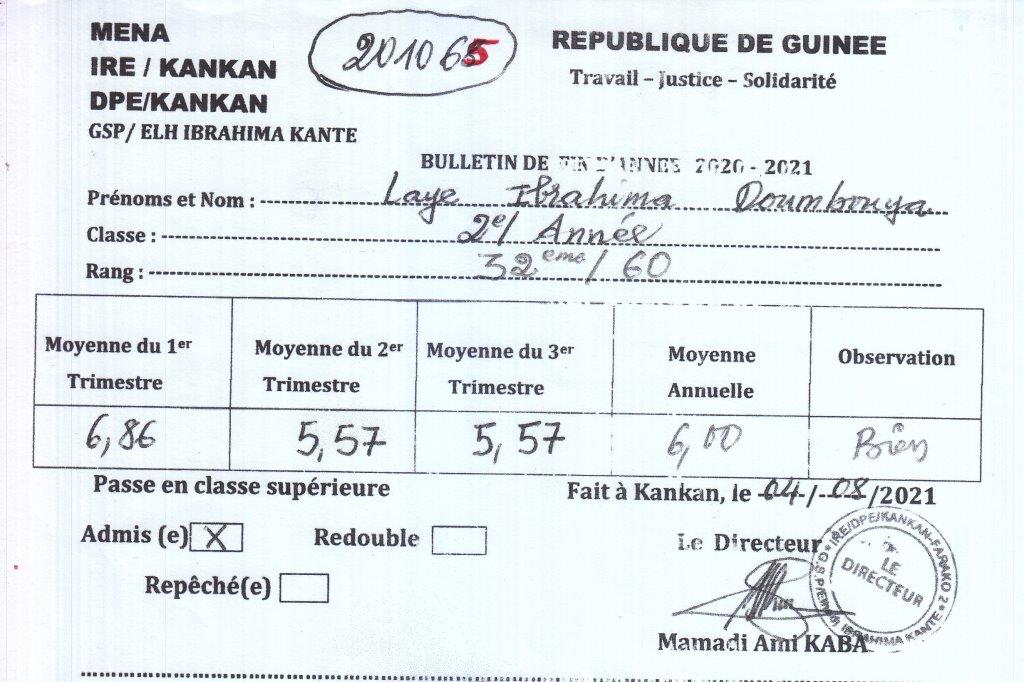 MENA
IRE / KANKAN
DPE/KANKAN
GSP/ ELH IBRAHIMA KANTE
REPUBLIQUE DE GUINEE
Travail – Justice – Solidarité
BULLETIN DE FIN D'ANNEE 2020 - 2021
Prénoms et Nom : Laye Ibrahima Doumbouya
Classe : 2e/ Année
Rang : 32ème / 60
Moyenne du 1er Trimestre
Moyenne du 2er Trimestre
Moyenne du 3er Trimestre
Moyenne Annuelle
Observation
6,86 5,57 5,57 6,00 Bien
Passe en classe supérieure
Fait à Kankan, le 04/-08/2021
Admis (e) X Redouble
Repêché(e)
Le Directeur
LE DIRECTEUR
IBRAHIMA KANTE
Mamadi Ami KABA